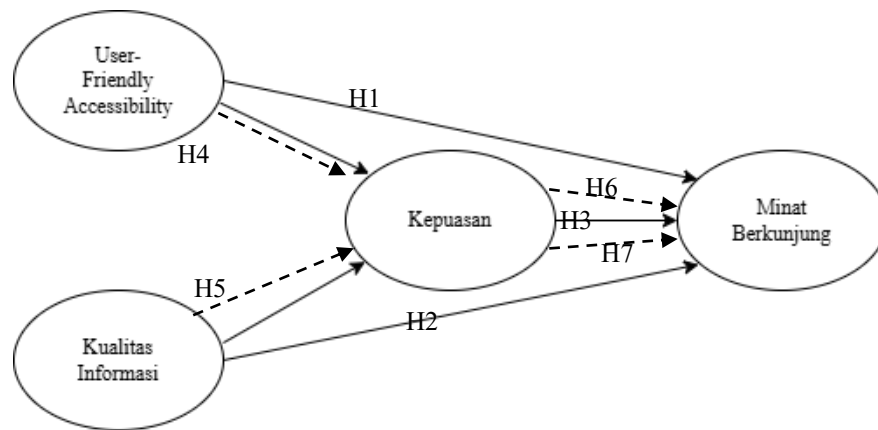 User-
Friendly
Accessibility
H1
H4
Kepuasan
H6
H3
H7
Minat
Berkunjung
H5
H2
Kualitas
Informasi